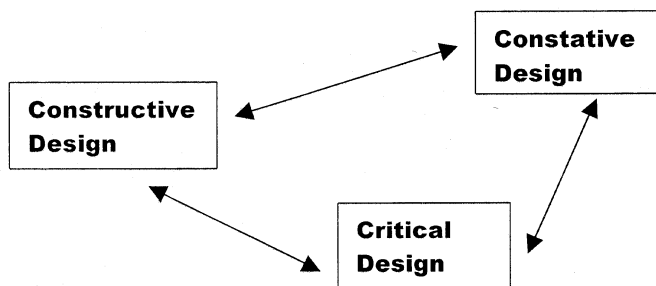 Constative
Design
Constructive
Design
Critical
Design